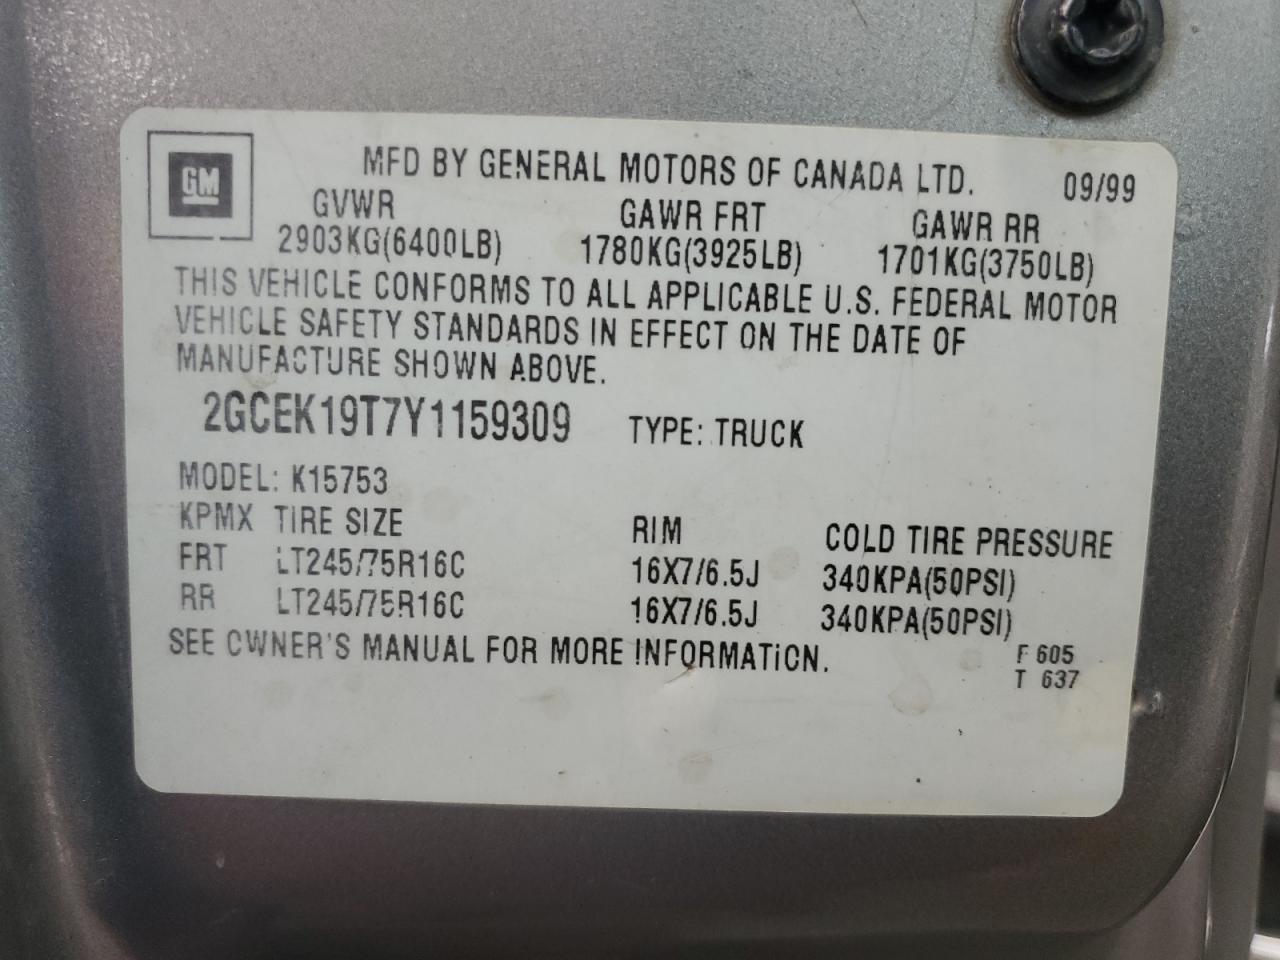 GM
MFD BY GENERAL MOTORS OF CANADA LTD. 09/99
GVWR GAWR FRT GAWR RR
2903KG(6400LB) 1780KG(3925LB) 1701KG(3750LB)
THIS VEHICLE CONFORMS TO ALL APPLICABLE U.S. FEDERAL MOTOR
VEHICLE SAFETY STANDARDS IN EFFECT ON THE DATE OF
MANUFACTURE SHOWN ABOVE.
2GCEK19T7Y1159309 TYPE: TRUCK
MODEL: K15753
KPMX TIRE SIZE RIM COLD TIRE PRESSURE
FRT LT245/75R16C 16X7/6.5J 340KPA(50PSI)
RR LT245/75R16C 16X7/6.5J 340KPA(50PSI)
SEE OWNER'S MANUAL FOR MORE INFORMATION. F 605
T 637